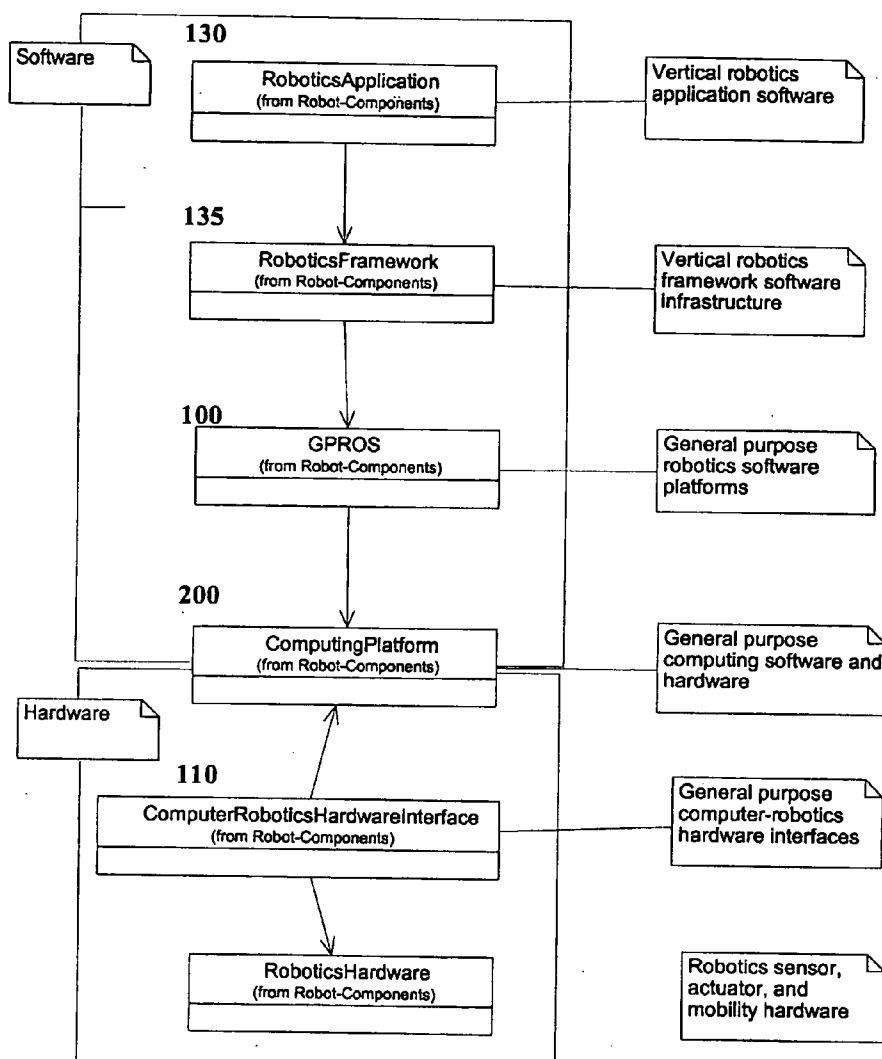 130
Software
RoboticsApplication
(from Robot-Components)
Vertical robotics
application software
135
RoboticsFramework
(from Robot-Components)
Vertical robotics
framework software
infrastructure
100
GPROS
(from Robot-Components)
General purpose
robotics software
platforms
200
ComputingPlatform
(from Robot-Components)
General purpose
computing software and
hardware
Hardware
110
ComputerRoboticsHardwareInterface
(from Robot-Components)
General purpose
computer-robotics
hardware interfaces
RoboticsHardware
(from Robot-Components)
Robotics sensor,
actuator, and
mobility hardware